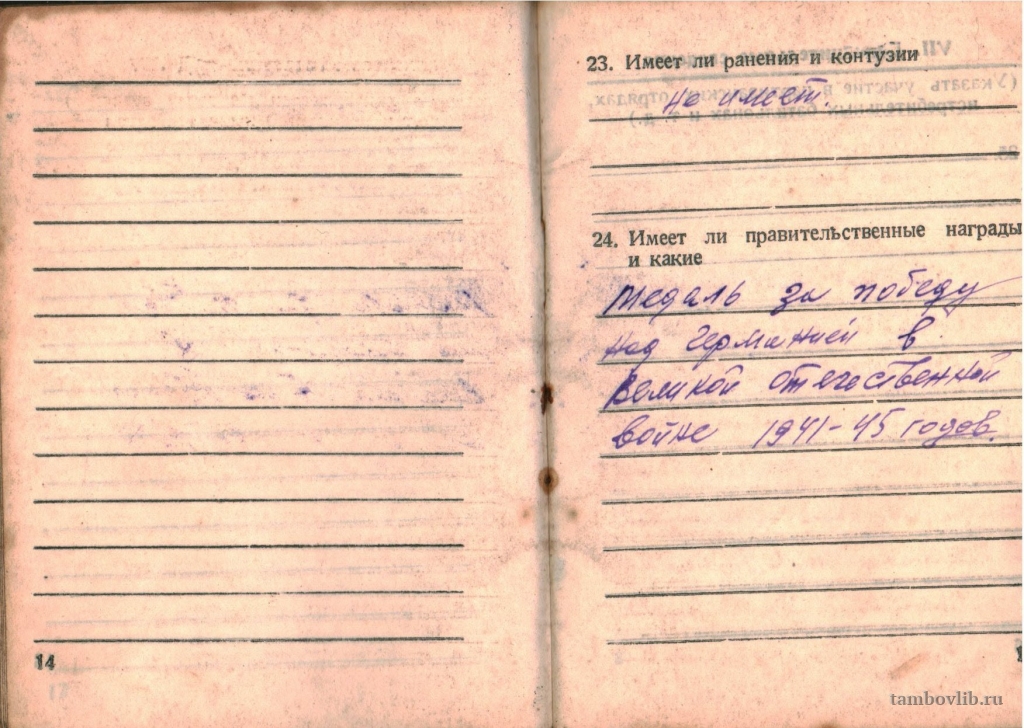 14
23. Имеет ли ранения и контузии
не имеет.
24. Имеет ли правительственные награды
и какие
медаль за победу
над германией в
Великой отечественной
войне 1941-45 годов.
tambovlib.ru